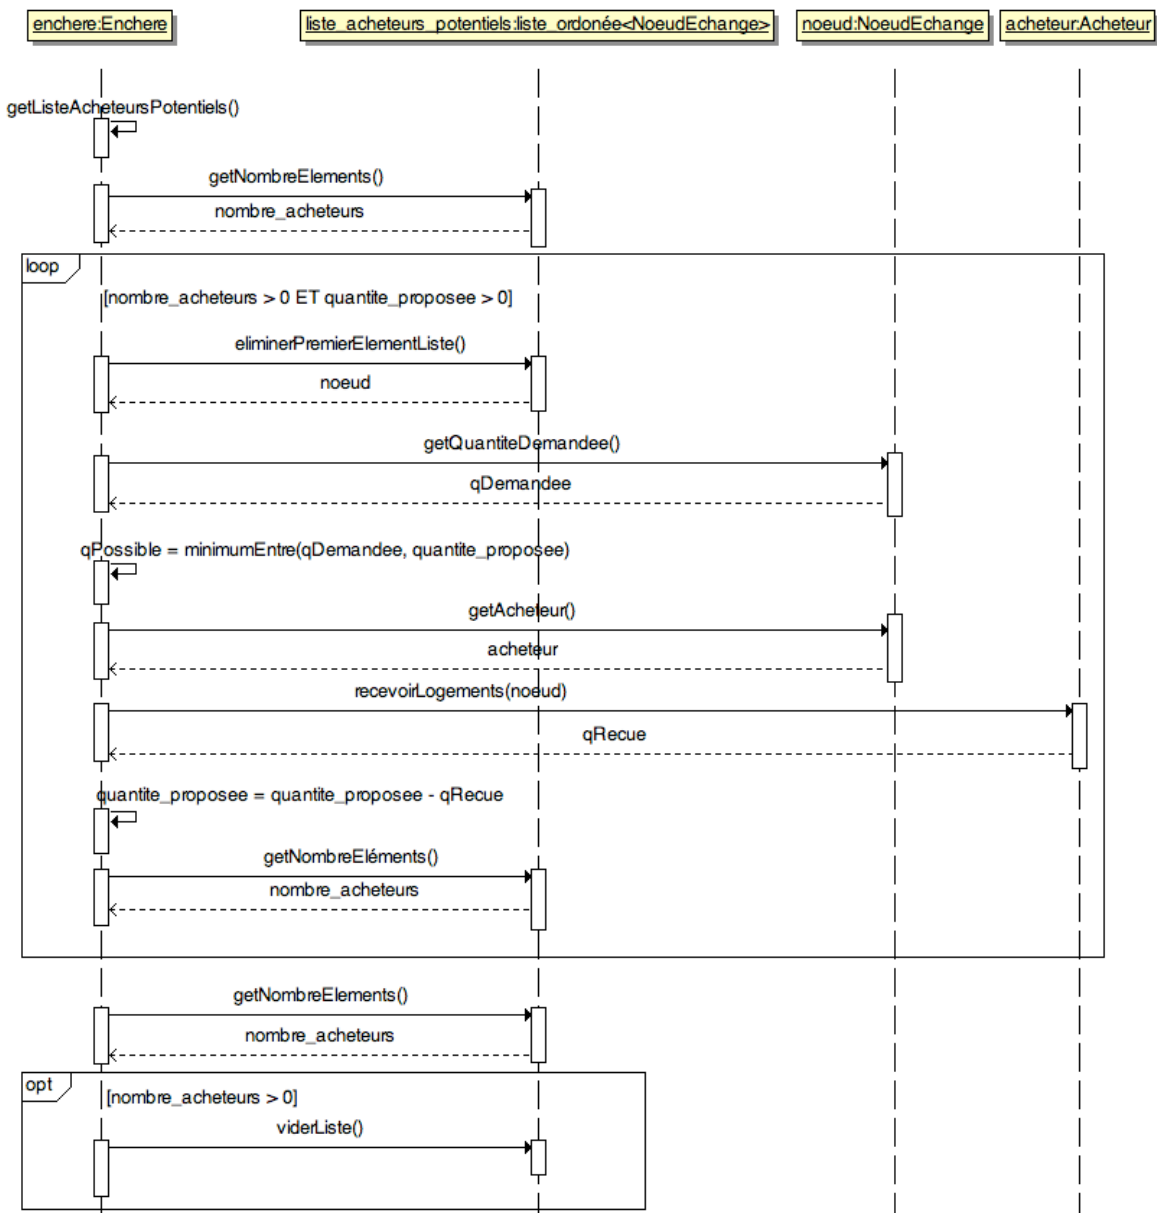 enchere:Enchere
liste_acheteurs_potentiels:liste_ordonée<NoeudEchange>
noeud:NoeudEchange
acheteur:Acheteur
getListeAcheteursPotentiels()
getNombreElements()
nombre_acheteurs
loop
[nombre_acheteurs > 0 ET quantite_proposee > 0]
eliminerPremierElementListe()
noeud
getQuantiteDemandee()
qDemandee
qPossible = minimumEntre(qDemandee, quantite_proposee)
getAcheteur()
acheteur
recevoirLogements(noeud)
qRecue
quantite_proposee = quantite_proposee - qRecue
getNombreEléments()
nombre_acheteurs
getNombreElements()
nombre_acheteurs
opt
[nombre_acheteurs > 0]
viderListe()